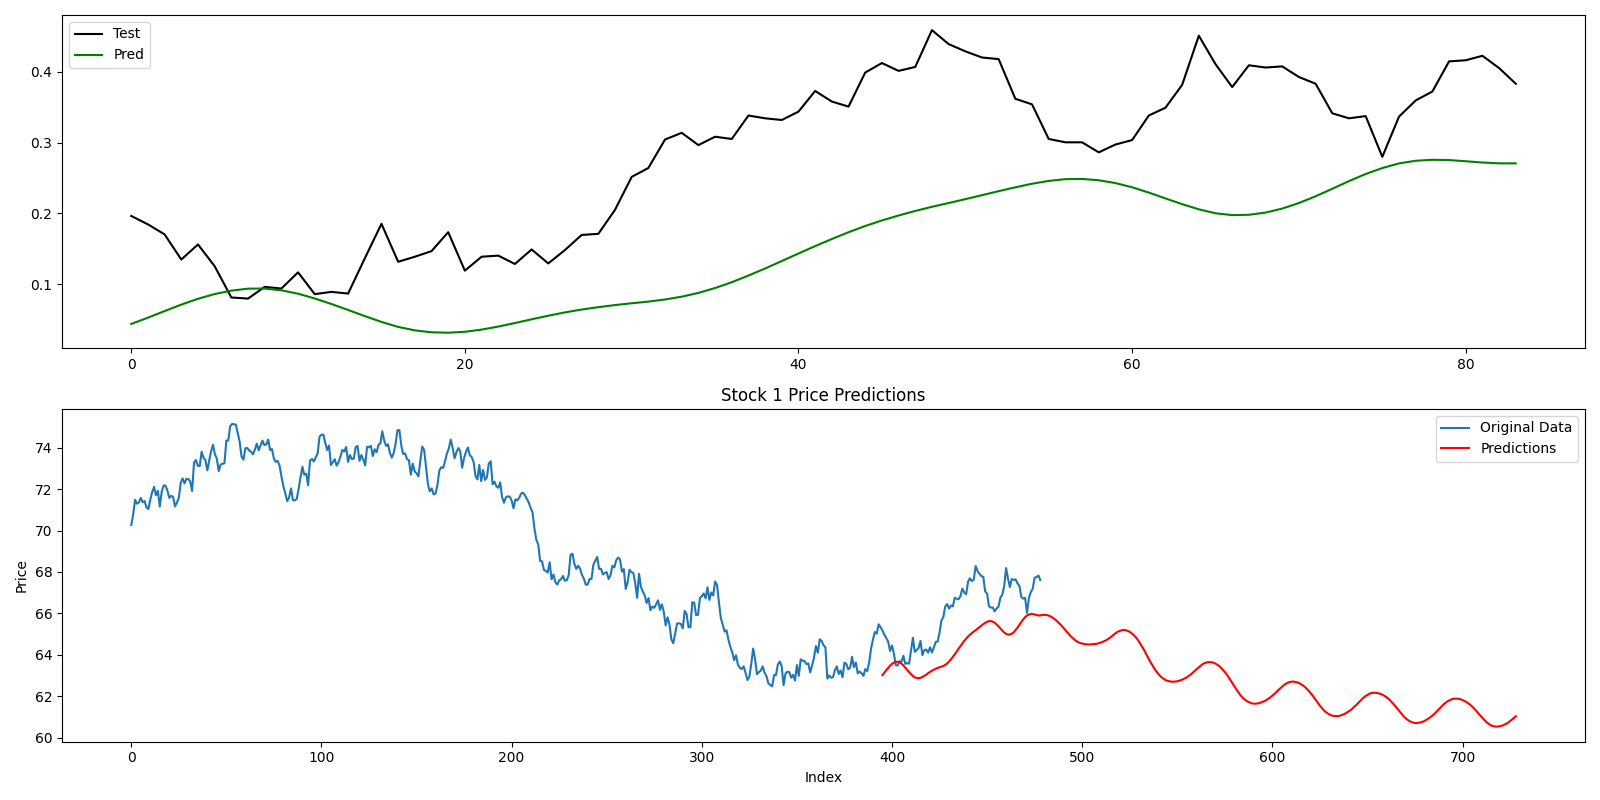 Test
Pred
0.4
0.3
0.2
0.1
0 20 40 60 80
Stock 1 Price Predictions
Original Data
Predictions
74
72
70
68
66
64
62
60
Price
0 100 200 300 400 500 600 700
Index